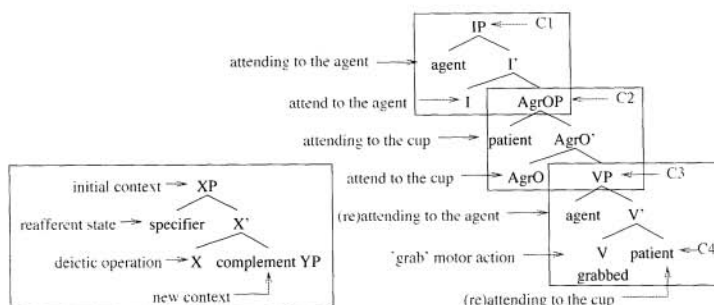 IP C1
attending to the agent agent I'
attend to the agent I AgrOP C2
attending to the cup patient AgrO'
attend to the cup AgrO VP C3
(re)attending to the agent agent V'
'grab' motor action V patient C4
grabbed
(re)attending to the cup
initial context XP
reafferent state specifier X'
deictic operation X complement YP
new context